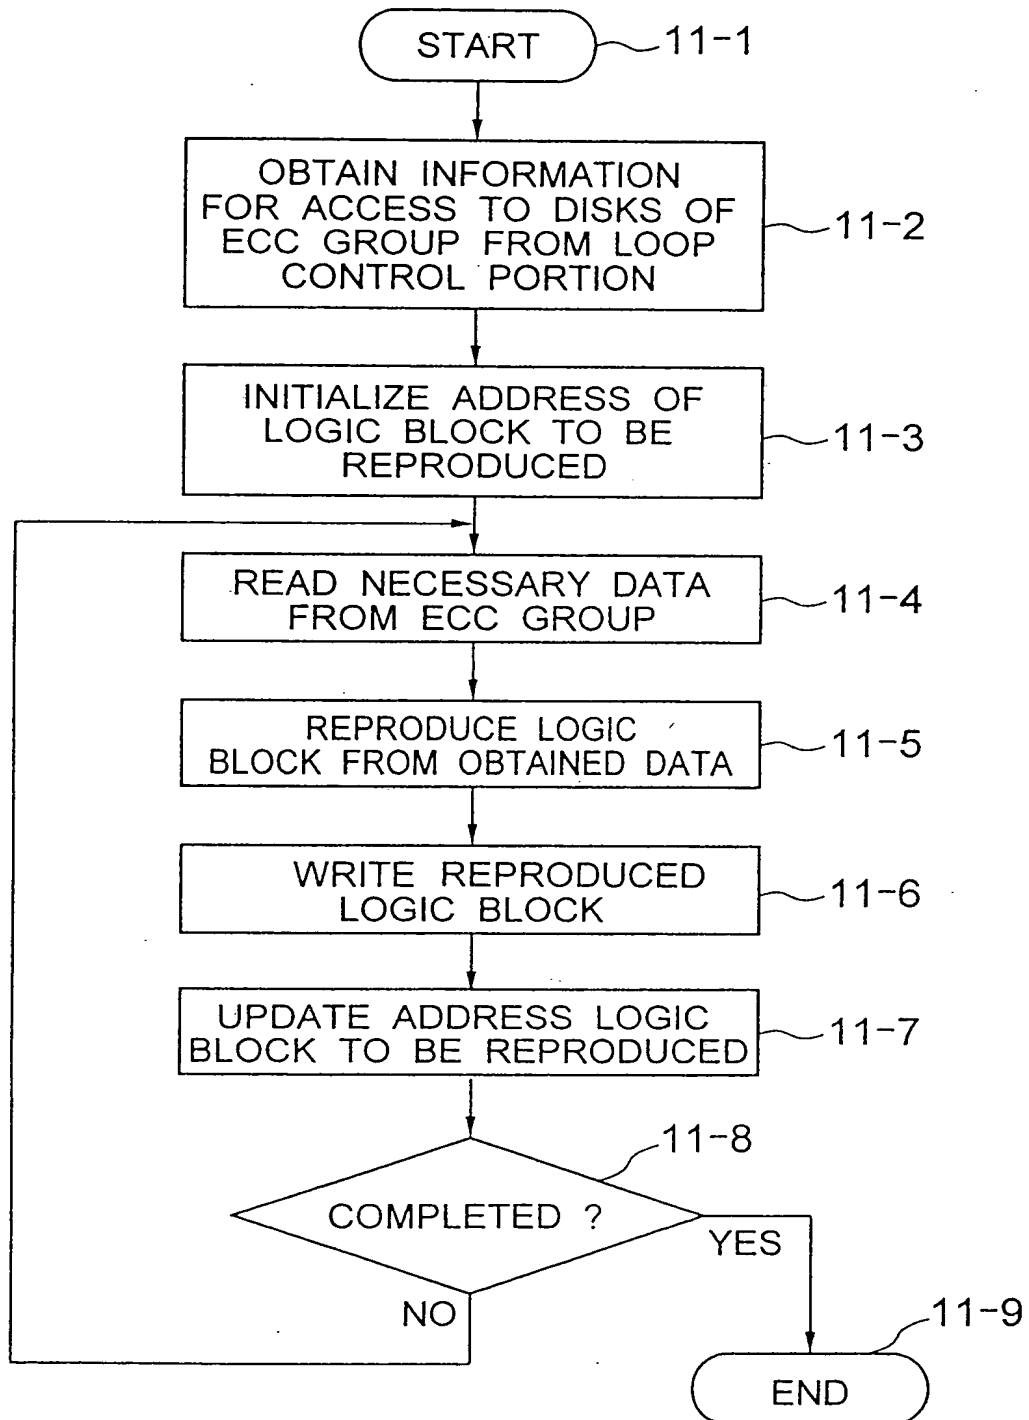 START
11-1
OBTAIN INFORMATION
FOR ACCESS TO DISKS OF
ECC GROUP FROM LOOP
CONTROL PORTION
11-2
INITIALIZE ADDRESS OF
LOGIC BLOCK TO BE
REPRODUCED
11-3
READ NECESSARY DATA
FROM ECC GROUP
11-4
REPRODUCE LOGIC
BLOCK FROM OBTAINED DATA
11-5
WRITE REPRODUCED
LOGIC BLOCK
11-6
UPDATE ADDRESS LOGIC
BLOCK TO BE REPRODUCED
11-7
11-8
COMPLETED ?
YES
NO
11-9
END